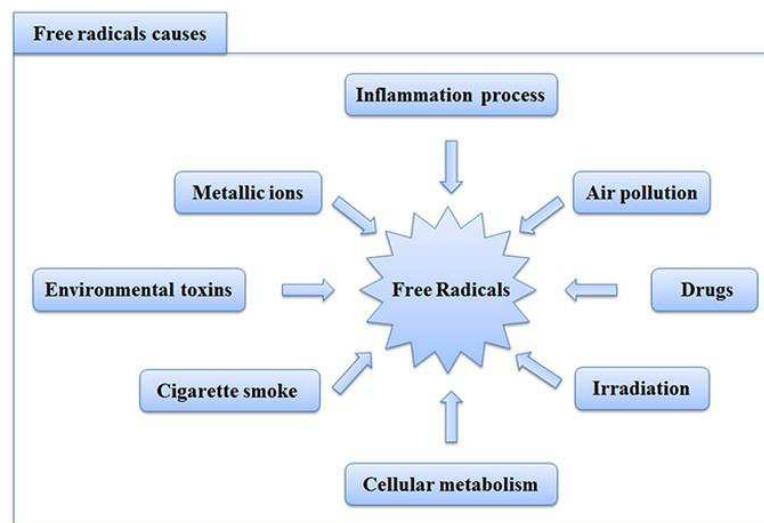 Free radicals causes
Inflammation process
Metallic ions
Air pollution
Environmental toxins
Free Radicals
Drugs
Cigarette smoke
Irradiation
Cellular metabolism